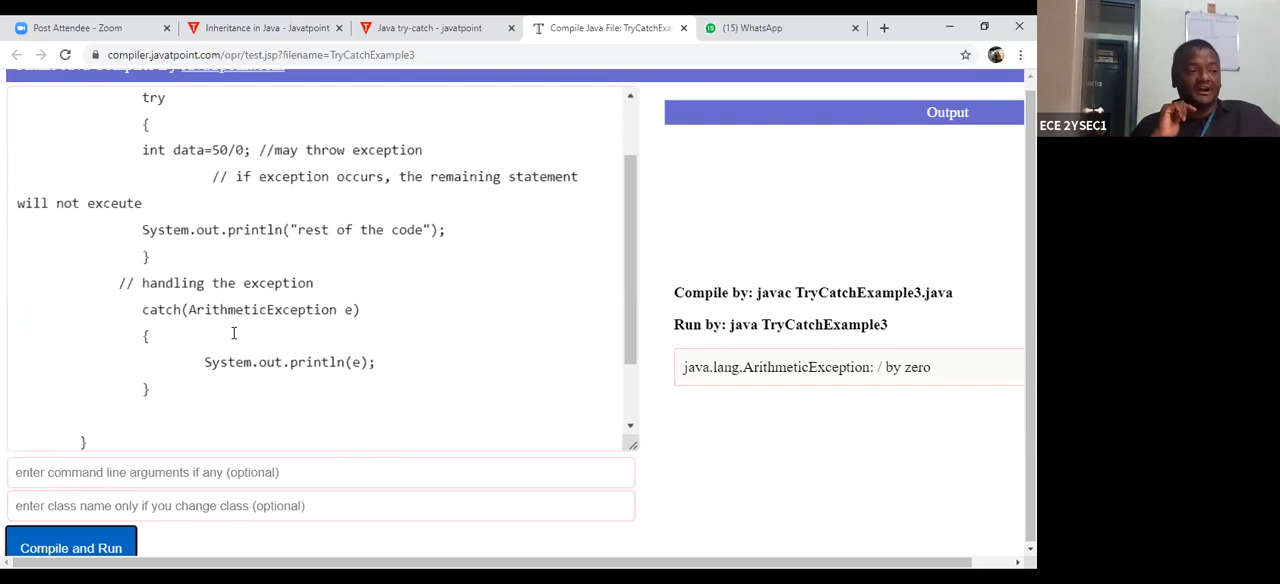 Post Attendee - Zoom
Inheritance in Java - Javatpoint
Java try-catch - javatpoint
Compile Java File: TryCatchExa
(15) WhatsApp
compiler.javatpoint.com/opr/test.jsp?filename=TryCatchExample3
try
{
int data=50/0; //may throw exception
// if exception occurs, the remaining statement
will not exceute
System.out.println("rest of the code");
}
// handling the exception
catch(ArithmeticException e)
{
System.out.println(e);
}
}
enter command line arguments if any (optional)
enter class name only if you change class (optional)
Compile and Run
Output
Compile by: javac TryCatchExample3.java
Run by: java TryCatchExample3
java.lang.ArithmeticException: / by zero
ECE 2YSEC1